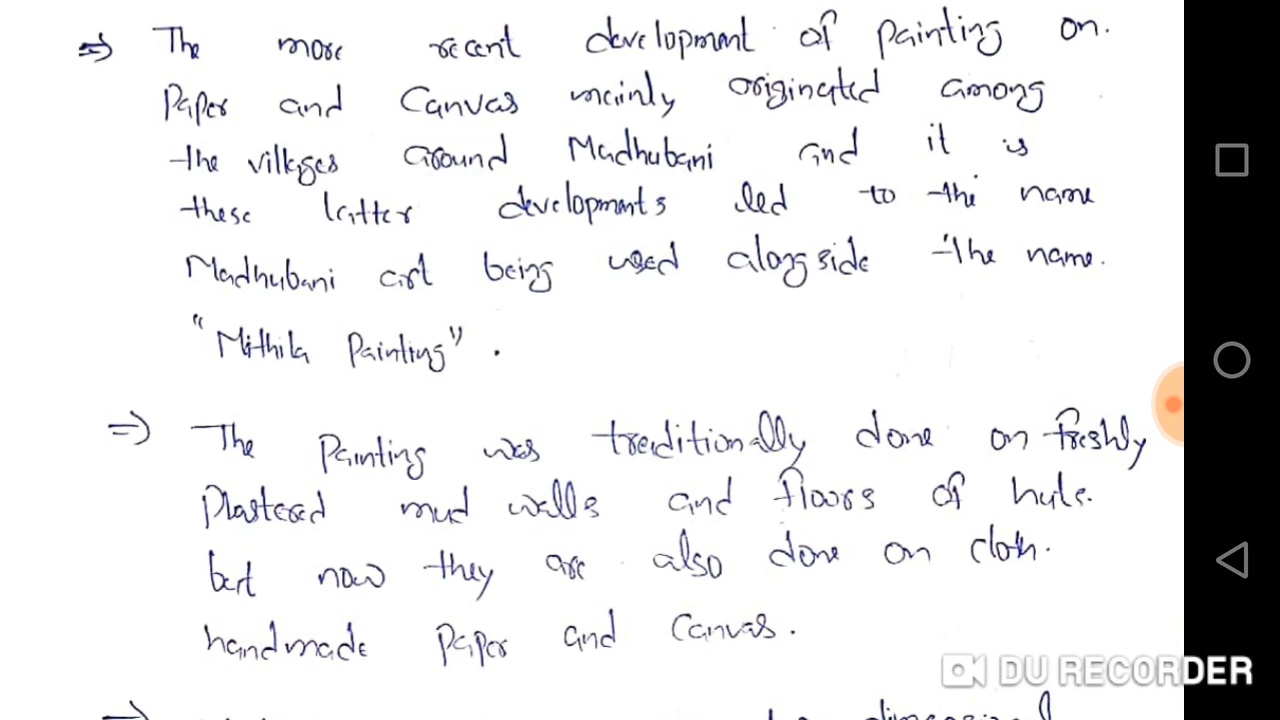 ⇒ The more recent development of painting on.
Paper and Canvas mainly originated among
the villages around Madhubani and it is
these latter developments led to the name
Madhubani art being used alongside the name.
"Mithila Painting".
⇒ The Painting was traditionally done on freshly
Plastered mud walls and floors of huts.
but now they are also done on cloth.
handmade Paper and Canvas.
⇒ dimensional
DU RECORDER